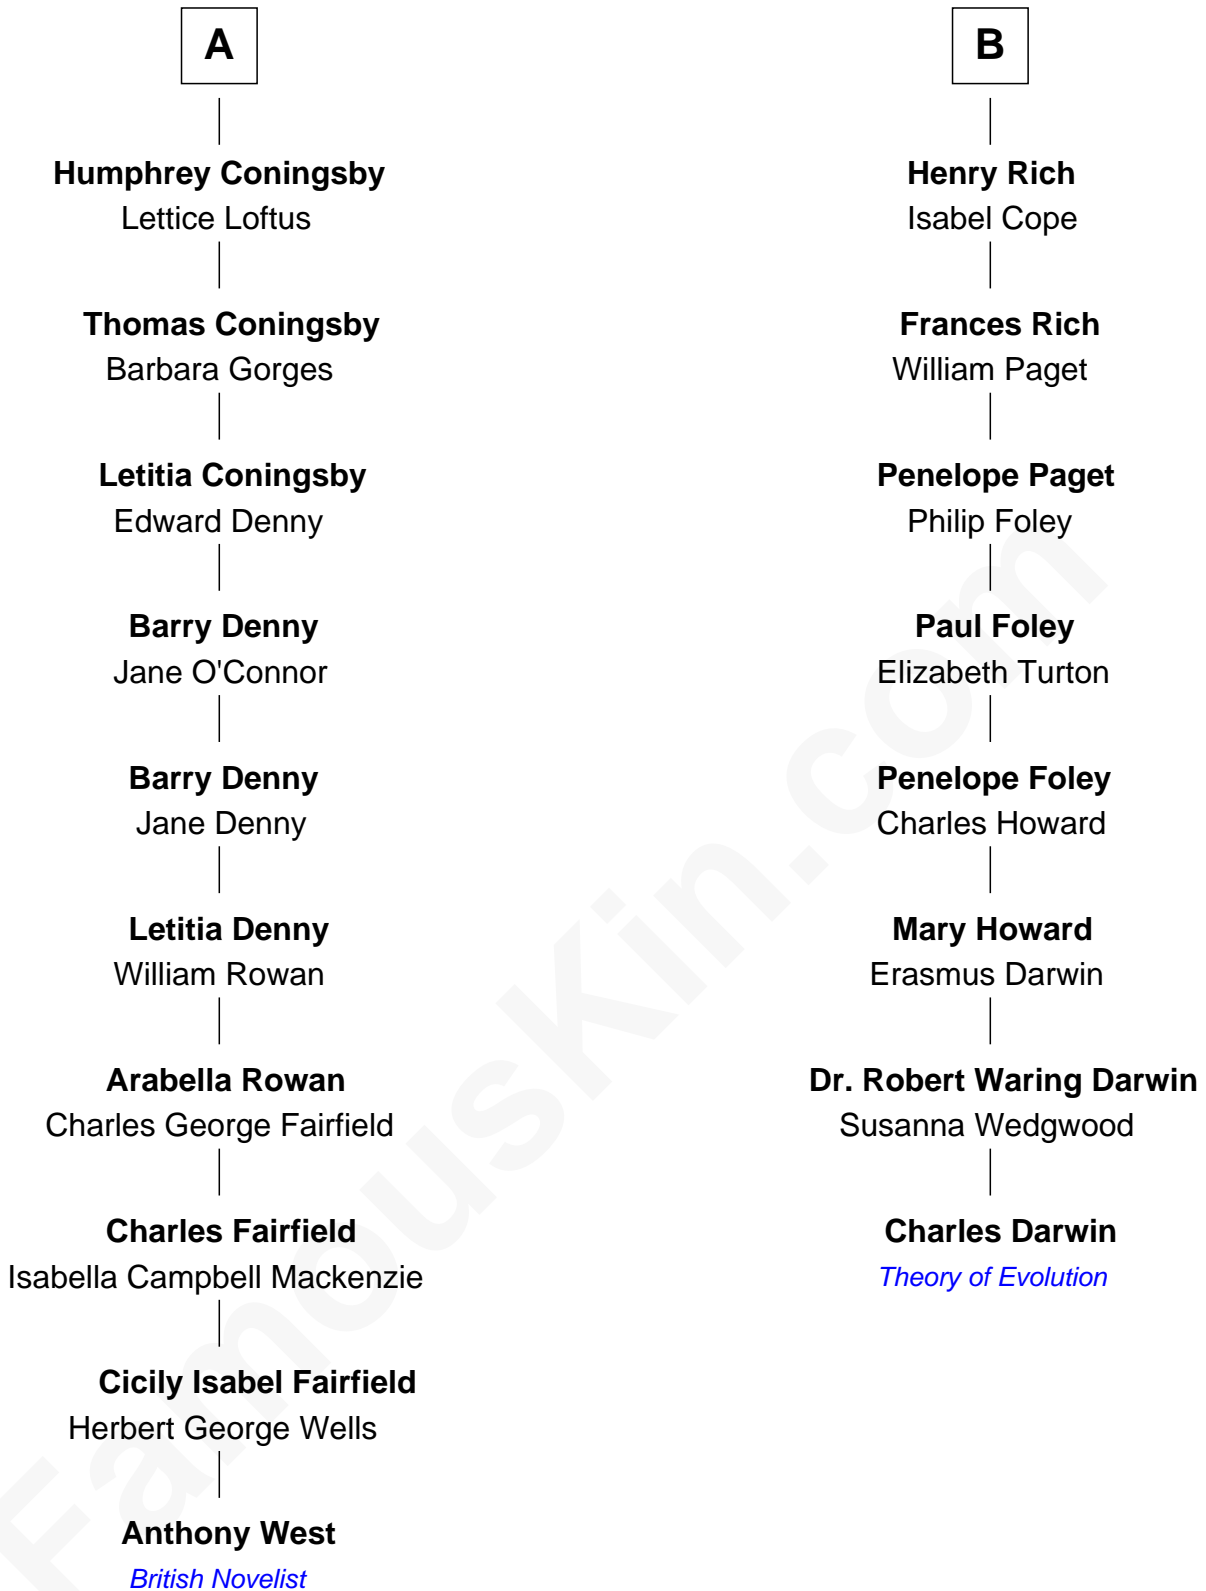 A
Humphrey Coningsby
Lettice Loftus
Thomas Coningsby
Barbara Gorges
Letitia Coningsby
Edward Denny
Barry Denny
Jane O'Connor
Barry Denny
Jane Denny
Letitia Denny
William Rowan
Arabella Rowan
Charles George Fairfield
Charles Fairfield
Isabella Campbell Mackenzie
Cicily Isabel Fairfield
Herbert George Wells
Anthony West
British Novelist
B
Henry Rich
Isabel Cope
Frances Rich
William Paget
Penelope Paget
Philip Foley
Paul Foley
Elizabeth Turton
Penelope Foley
Charles Howard
Mary Howard
Erasmus Darwin
Dr. Robert Waring Darwin
Susanna Wedgwood
Charles Darwin
Theory of Evolution
FamousKin.com